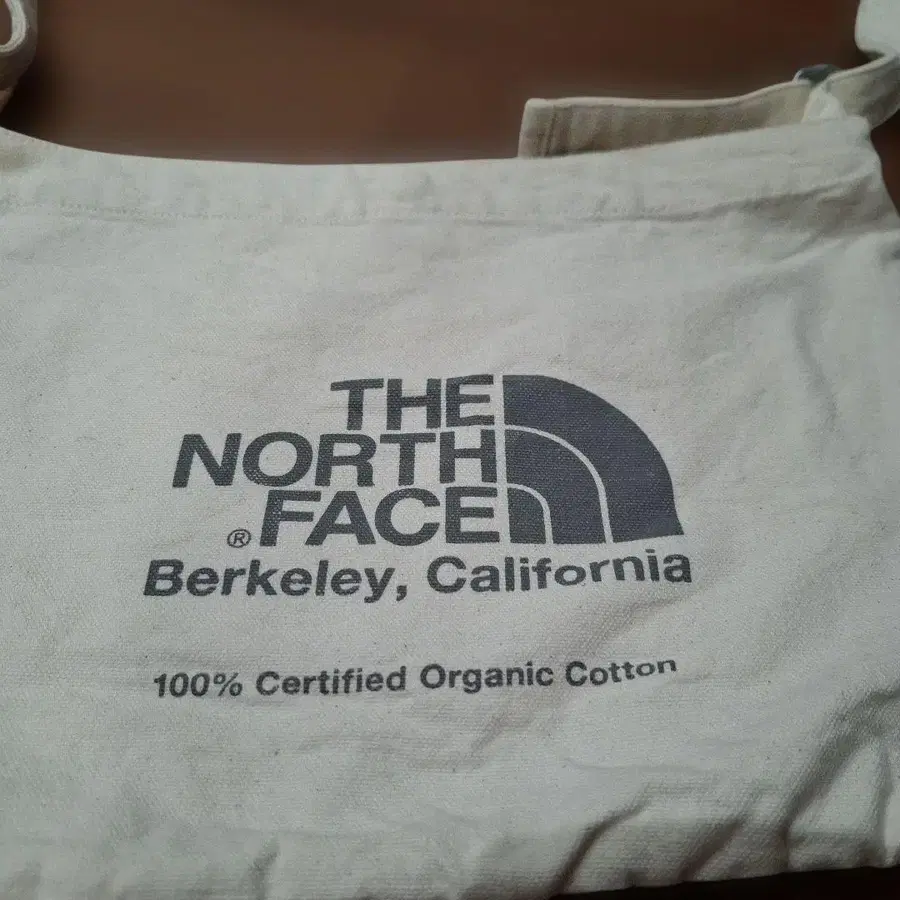 THE
NORTH
® FACE
Berkeley, California
100% Certified Organic Cotton